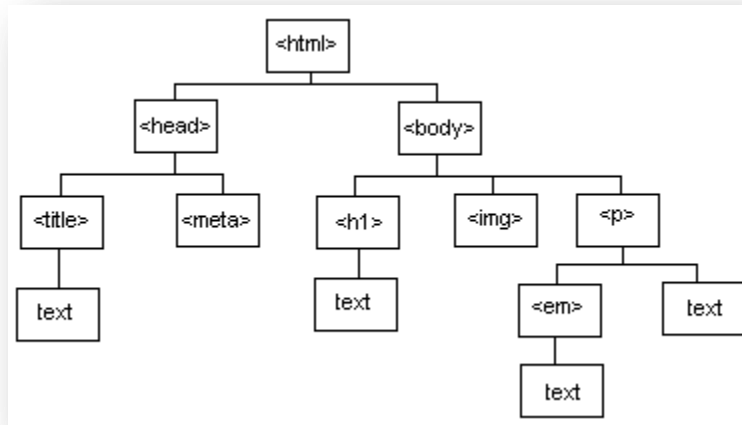 <html>
<head>
<body>
<title>
<meta>
<h1>
<img>
<p>
text
text
<em>
text
text